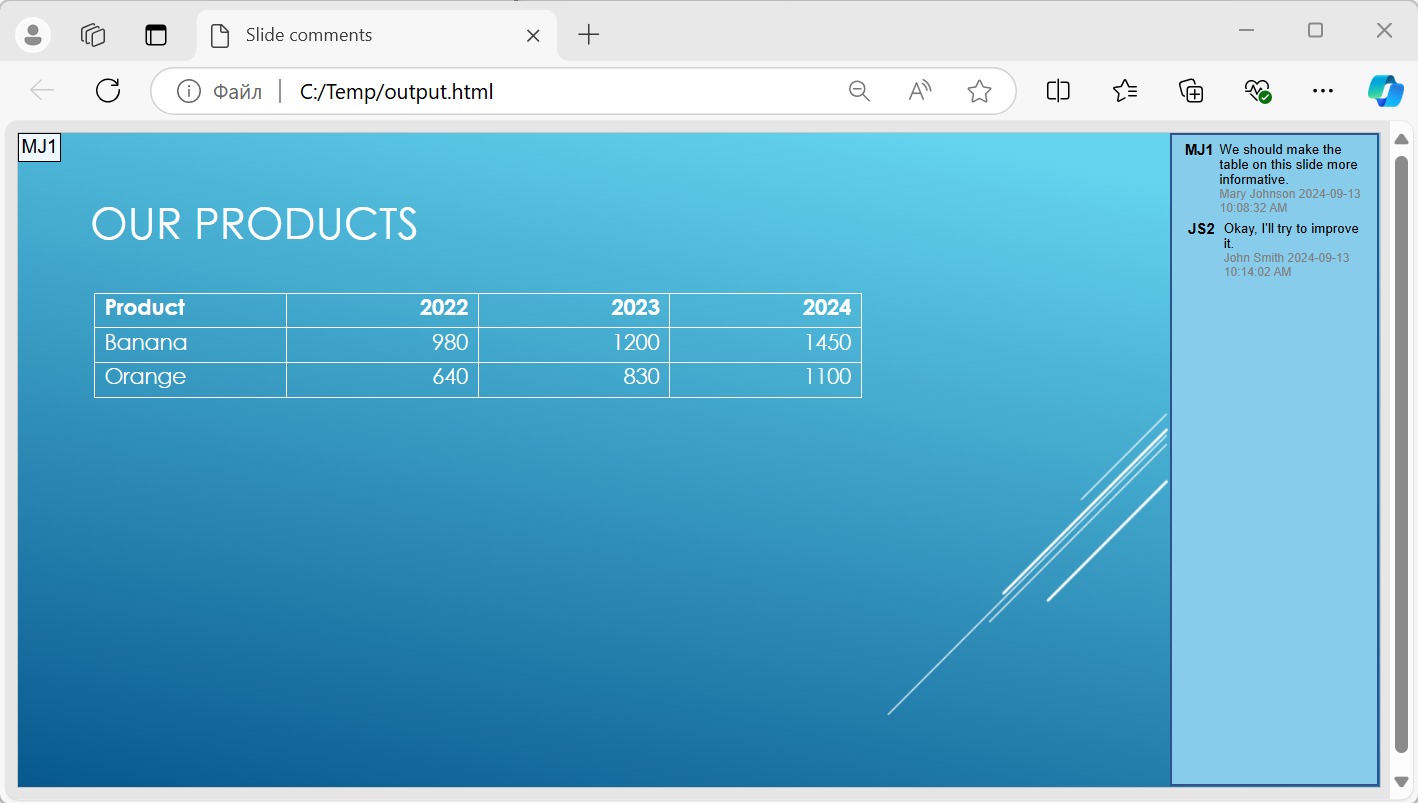 Slide comments
Файл C:/Temp/output.html
MJ1
OUR PRODUCTS
Product 2022 2023 2024
Banana 980 1200 1450
Orange 640 830 1100
MJ1 We should make the
table on this slide more
informative.
Mary Johnson 2024-09-13
10:08:32 AM
JS2 Okay, I'll try to improve
it.
John Smith 2024-09-13
10:14:02 AM